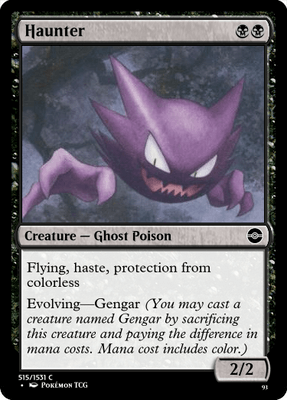 Haunter
Creature — Ghost Poison
Flying, haste, protection from
colorless
Evolving—Gengar (You may cast
a creature named Gengar by sacrificing
this creature and paying the difference in
mana costs. Mana cost includes color.)
2/2
515/1531 C
• Pokémon TCG
91